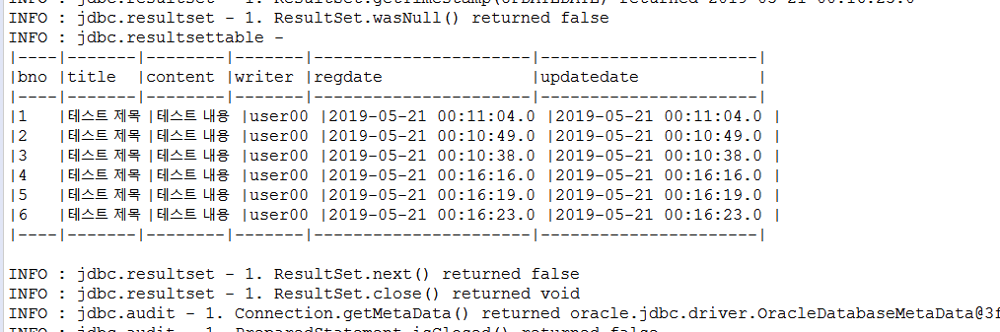 INFO : jdbc.resultset - 1. ResultSet.getTimestamp(UPDATEDATE) returned 2019-05-21 00:16:23.0
INFO : jdbc.resultset - 1. ResultSet.wasNull() returned false
INFO : jdbc.resultsettable -
|----|-------|--------|-------|----------------------|----------------------|
|bno |title |content |writer |regdate |updatedate |
|----|-------|--------|-------|----------------------|----------------------|
|1 |테스트 제목 |테스트 내용 |user00 |2019-05-21 00:11:04.0 |2019-05-21 00:11:04.0 |
|2 |테스트 제목 |테스트 내용 |user00 |2019-05-21 00:10:49.0 |2019-05-21 00:10:49.0 |
|3 |테스트 제목 |테스트 내용 |user00 |2019-05-21 00:10:38.0 |2019-05-21 00:10:38.0 |
|4 |테스트 제목 |테스트 내용 |user00 |2019-05-21 00:16:16.0 |2019-05-21 00:16:16.0 |
|5 |테스트 제목 |테스트 내용 |user00 |2019-05-21 00:16:19.0 |2019-05-21 00:16:19.0 |
|6 |테스트 제목 |테스트 내용 |user00 |2019-05-21 00:16:23.0 |2019-05-21 00:16:23.0 |
|----|-------|--------|-------|----------------------|----------------------|
INFO : jdbc.resultset - 1. ResultSet.next() returned false
INFO : jdbc.resultset - 1. ResultSet.close() returned void
INFO : jdbc.audit - 1. Connection.getMetaData() returned oracle.jdbc.driver.OracleDatabaseMetaData@3f
INFO : jdbc.audit - 1. PreparedStatement.isClosed() returned false